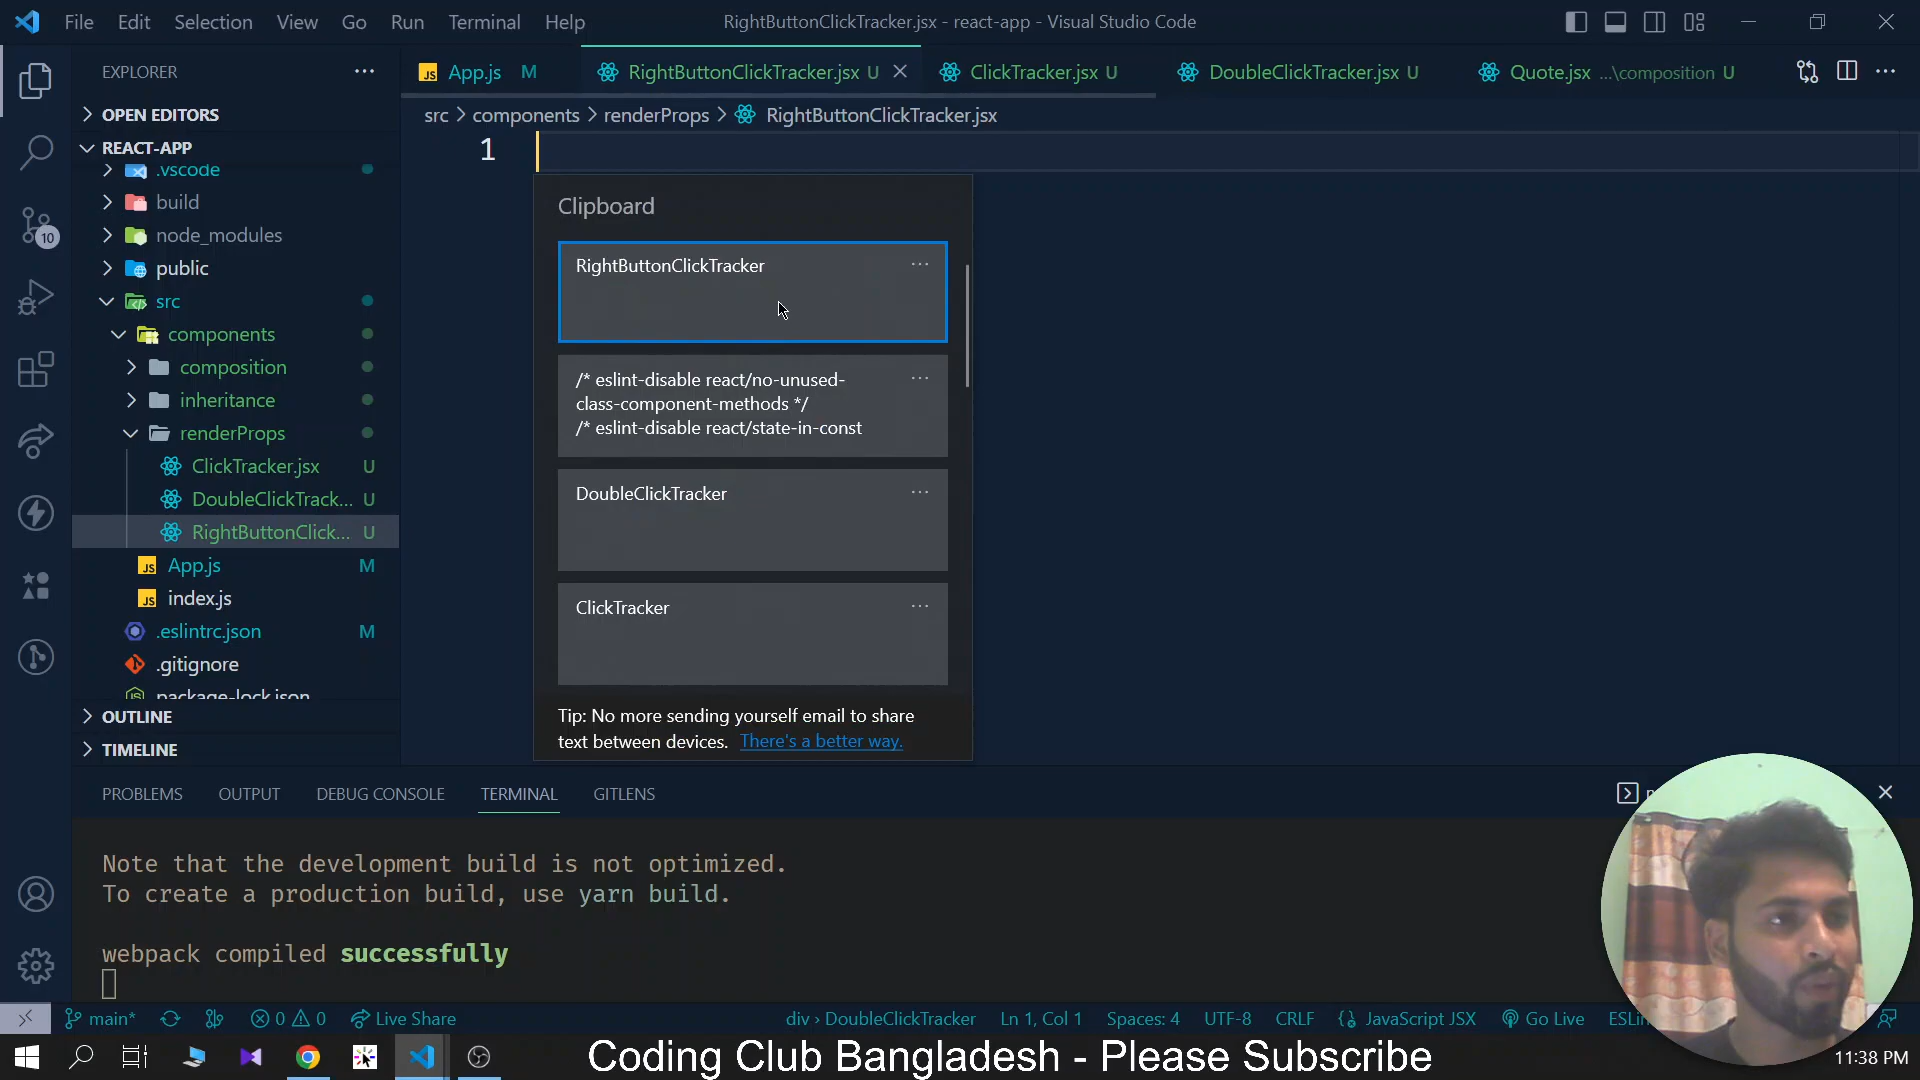 File Edit Selection View Go Run Terminal Help
RightButtonClickTracker.jsx - react-app - Visual Studio Code
EXPLORER
OPEN EDITORS
REACT-APP
.vscode
build
node_modules
public
src
components
composition
inheritance
renderProps
ClickTracker.jsx U
DoubleClickTrack... U
RightButtonClick... U
JS App.js M
JS index.js
.eslintrc.json M
.gitignore
package-lock.json
OUTLINE
TIMELINE
10
JS App.js M
RightButtonClickTracker.jsx U
ClickTracker.jsx U
DoubleClickTracker.jsx U
Quote.jsx ...\composition U
src > components > renderProps > RightButtonClickTracker.jsx
1
Clipboard
RightButtonClickTracker
/* eslint-disable react/no-unused-
class-component-methods */
/* eslint-disable react/state-in-const
DoubleClickTracker
ClickTracker
Tip: No more sending yourself email to share
text between devices. There's a better way.
PROBLEMS OUTPUT DEBUG CONSOLE TERMINAL GITLENS
Note that the development build is not optimized.
To create a production build, use yarn build.
webpack compiled successfully
main* 0 0 Live Share
div › DoubleClickTracker Ln 1, Col 1 Spaces: 4 UTF-8 CRLF JavaScript JSX Go Live
Coding Club Bangladesh - Please Subscribe
11:38 PM